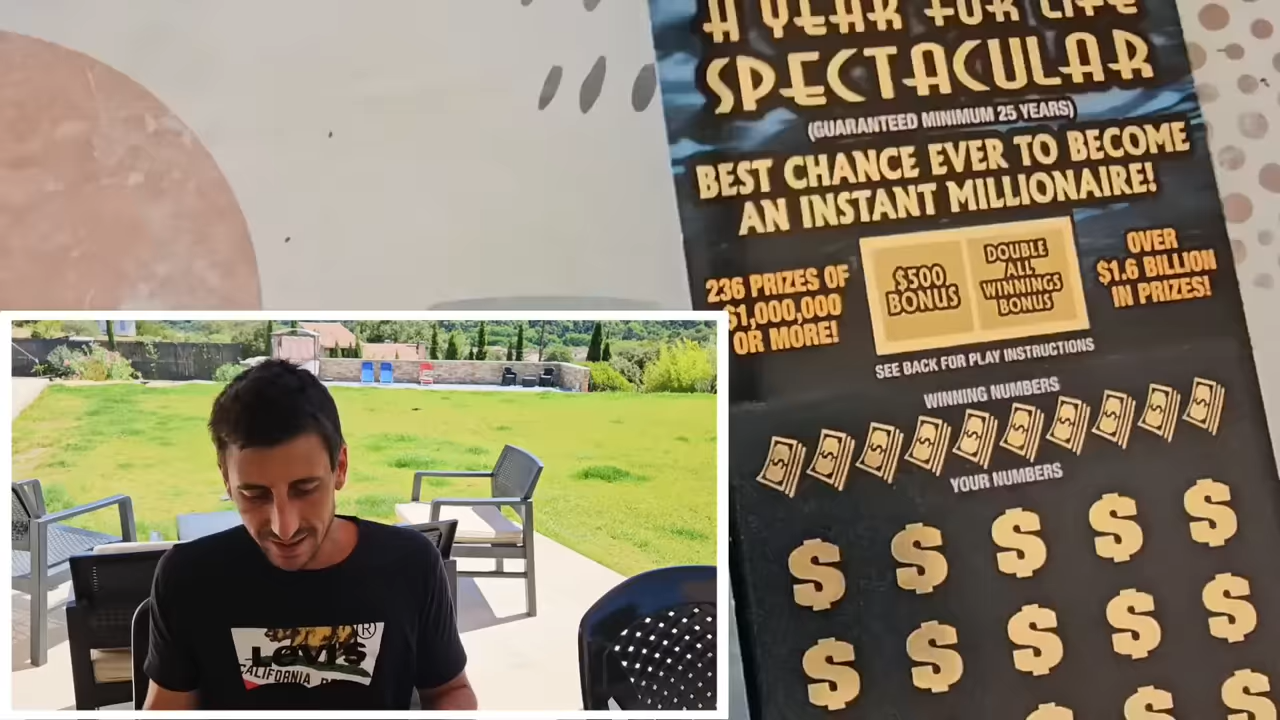 A YEAR FOR LIFE
SPECTACULAR
(GUARANTEED MINIMUM 25 YEARS)
BEST CHANCE EVER TO BECOME
AN INSTANT MILLIONAIRE!
236 PRIZES OF
$1,000,000
OR MORE!
$500
BONUS
DOUBLE
ALL
WINNINGS
BONUS
OVER
$1.6 BILLION
IN PRIZES!
SEE BACK FOR PLAY INSTRUCTIONS
WINNING NUMBERS
YOUR NUMBERS
LEVI'S ®
CALIFORNIA